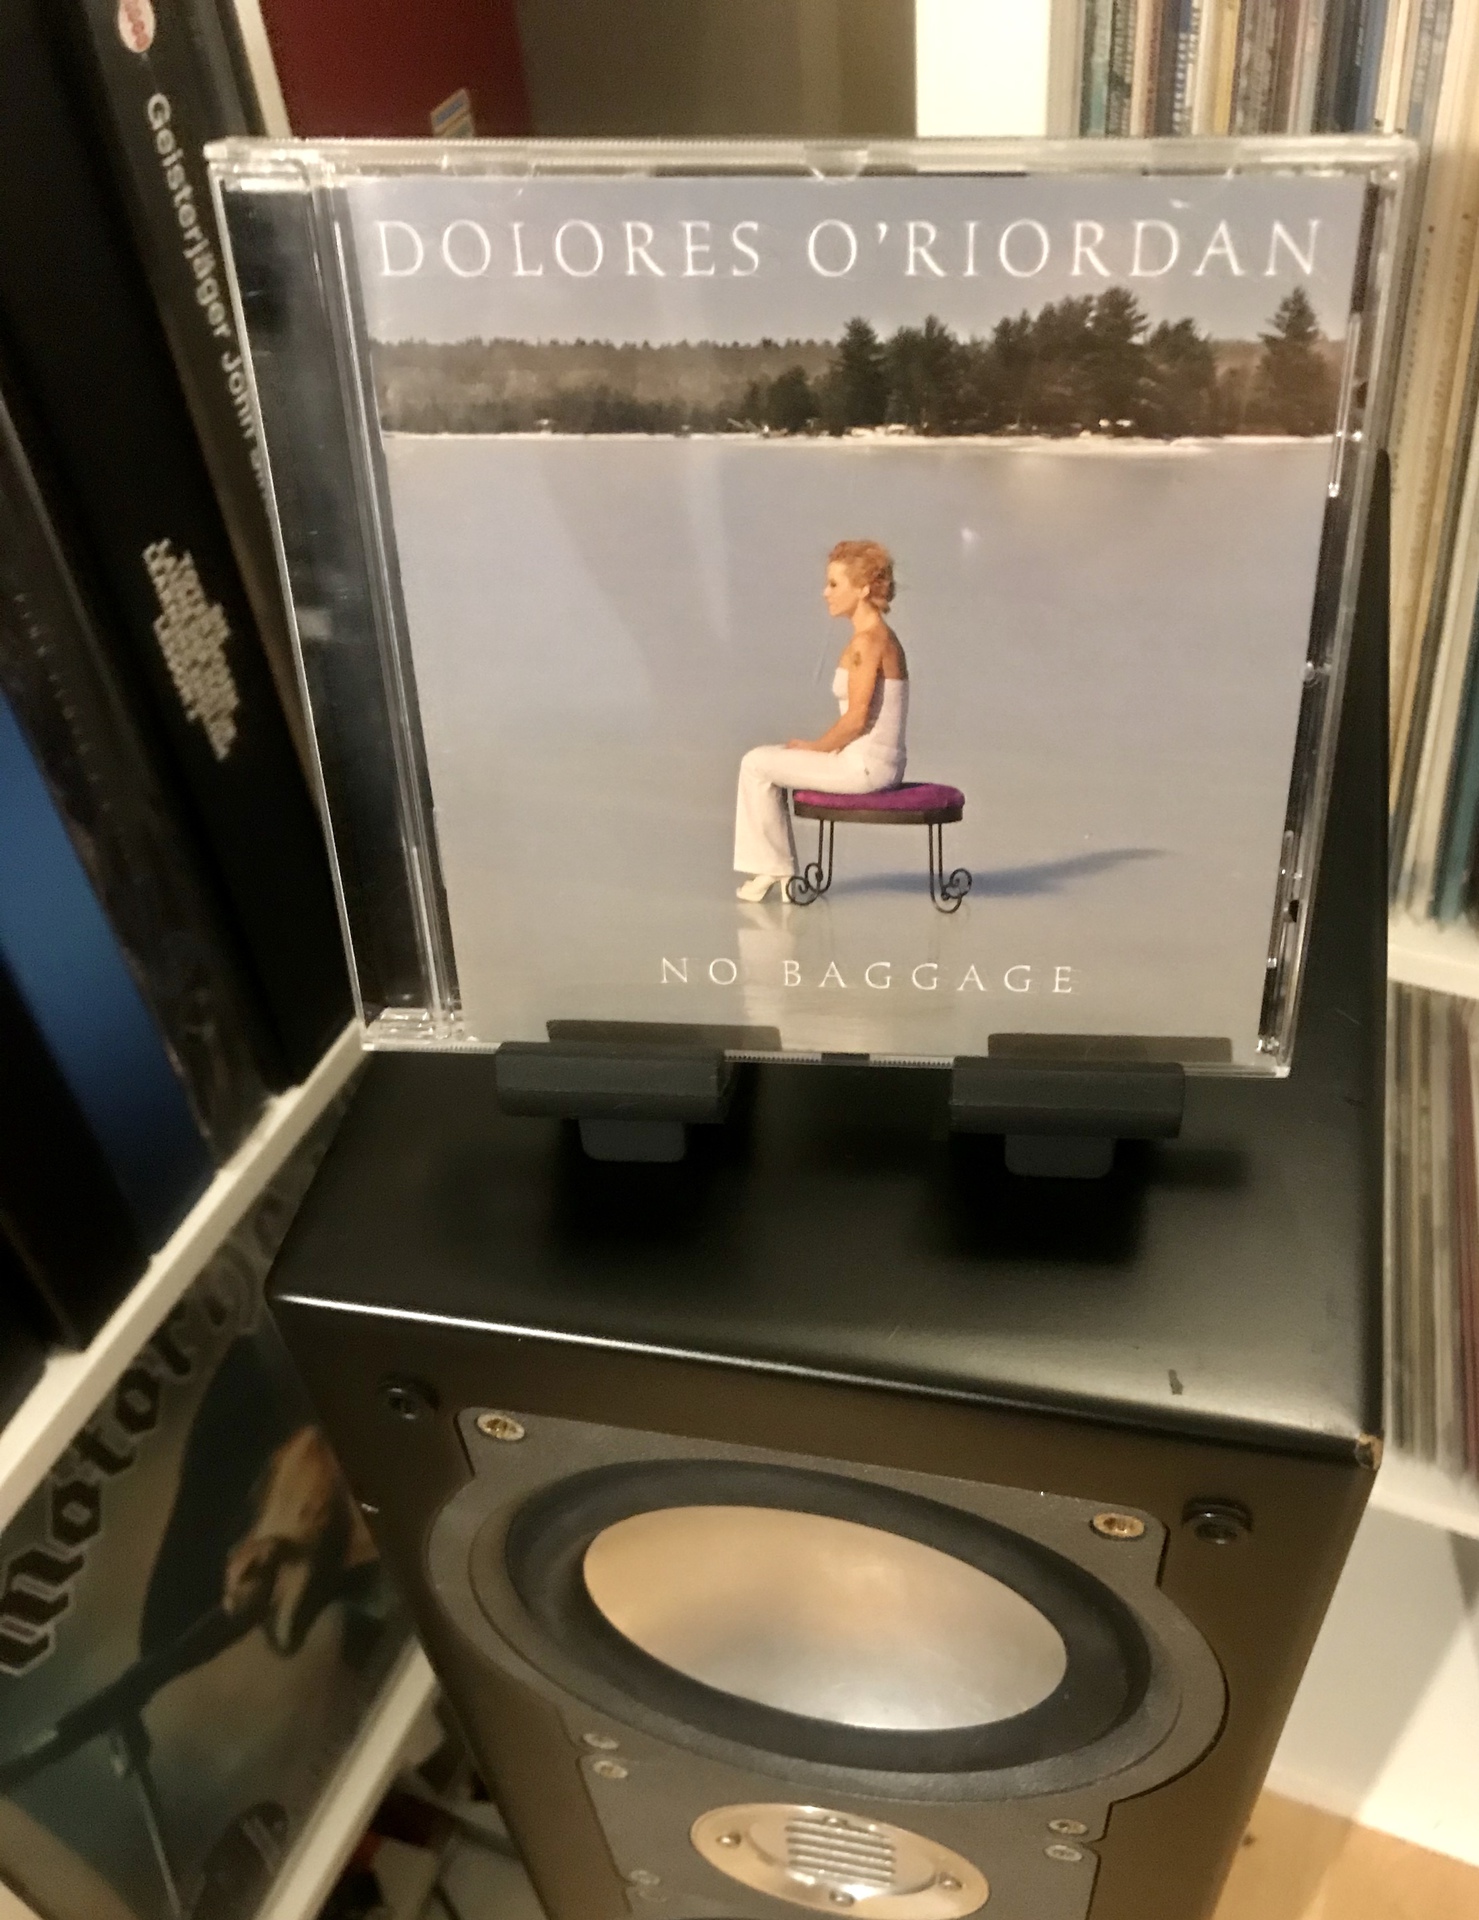 DOLORES O'RIORDAN
NO BAGGAGE
Geisterjäger John
Motor